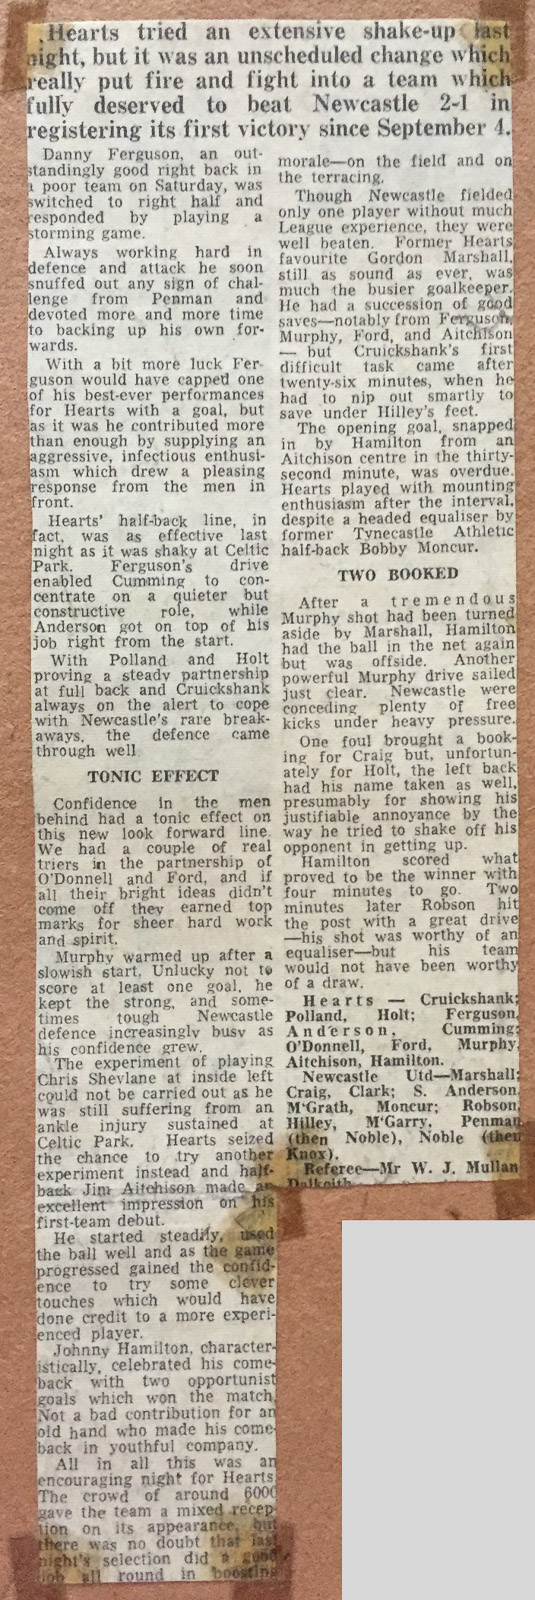 Hearts tried an extensive shake-up last
night, but it was an unscheduled change which
really put fire and fight into a team which
fully deserved to beat Newcastle 2-1 in
registering its first victory since September 4.
Danny Ferguson, an out-
standingly good right back in
a poor team on Saturday, was
switched to right half and
responded by playing a
storming game.
Always working hard in
defence and attack he soon
snuffed out any sign of chal-
lenge from Penman and
devoted more and more time
to backing up his own for-
wards.
With a bit more luck Fer-
guson would have capped one
of his best-ever performances
for Hearts with a goal, but
as it was he contributed more
than enough by supplying an
aggressive, infectious enthusi-
asm which drew a pleasing
response from the men in
front.
Hearts' half-back line, in
fact, was as effective last
night as it was shaky at Celtic
Park. Ferguson's drive
enabled Cumming to con-
centrate on a quieter but
constructive role, while
Anderson got on top of his
job right from the start.
With Polland and Holt
proving a steady partnership
at full back and Cruickshank
always on the alert to cope
with Newcastle's rare break-
aways, the defence came
through well
TONIC EFFECT
Confidence in the men
behind had a tonic effect on
this new look forward line.
We had a couple of real
triers in the partnership of
O'Donnell and Ford, and if
all their bright ideas didn't
come off they earned top
marks for sheer hard work
and spirit.
Murphy warmed up after a
slowish start. Unlucky not to
score at least one goal, he
kept the strong, and some-
times tough Newcastle
defence increasingly busy as
his confidence grew.
The experiment of playing
Chris Shevlane at inside left
could not be carried out as he
was still suffering from an
ankle injury sustained at
Celtic Park. Hearts seized
the chance to try another
experiment instead and half-
back Jim Aitchison made an
excellent impression on his
first-team debut.
He started steadily, used
the ball well and as the game
progressed gained the confid-
ence to try some clever
touches which would have
done credit to a more experi-
enced player.
Johnny Hamilton, character-
istically, celebrated his come-
back with two opportunist
goals which won the match.
Not a bad contribution for an
old hand who made his come-
back in youthful company.
All in all this was an
encouraging night for Hearts.
The crowd of around 6000
gave the team a mixed recep-
tion on its appearance, but
there was no doubt that last
night's selection did a good
job all round in boosting
morale—on the field and on
the terracing.
Though Newcastle fielded
only one player without much
League experience, they were
well beaten. Former Hearts
favourite Gordon Marshall,
still as sound as ever, was
much the busier goalkeeper.
He had a succession of good
saves—notably from Ferguson,
Murphy, Ford, and Aitchison
— but Cruickshank's first
difficult task came after
twenty-six minutes, when he
had to nip out smartly to
save under Hilley's feet.
The opening goal, snapped
in by Hamilton from an
Aitchison centre in the thirty-
second minute, was overdue.
Hearts played with mounting
enthusiasm after the interval,
despite a headed equaliser by
former Tynecastle Athletic
half-back Bobby Moncur.
TWO BOOKED
After a tremendous
Murphy shot had been turned
aside by Marshall, Hamilton
had the ball in the net again
but was offside. Another
powerful Murphy drive sailed
just clear. Newcastle were
conceding plenty of free
kicks under heavy pressure.
One foul brought a book-
ing for Craig but, unfortun-
ately for Holt, the left back
had his name taken as well,
presumably for showing his
justifiable annoyance by the
way he tried to shake off his
opponent in getting up.
Hamilton scored what
proved to be the winner with
four minutes to go. Two
minutes later Robson hit
the post with a great drive
—his shot was worthy of an
equaliser—but his team
would not have been worthy
of a draw.
Hearts — Cruickshank;
Polland, Holt; Ferguson,
Anderson, Cumming;
O'Donnell, Ford, Murphy,
Aitchison, Hamilton.
Newcastle Utd—Marshall;
Craig, Clark; S. Anderson,
M'Grath, Moncur; Robson,
Hilley, M'Garry, Penman
(then Noble), Noble (then
Knox).
Referee—Mr W. J. Mullan
Dalkeith